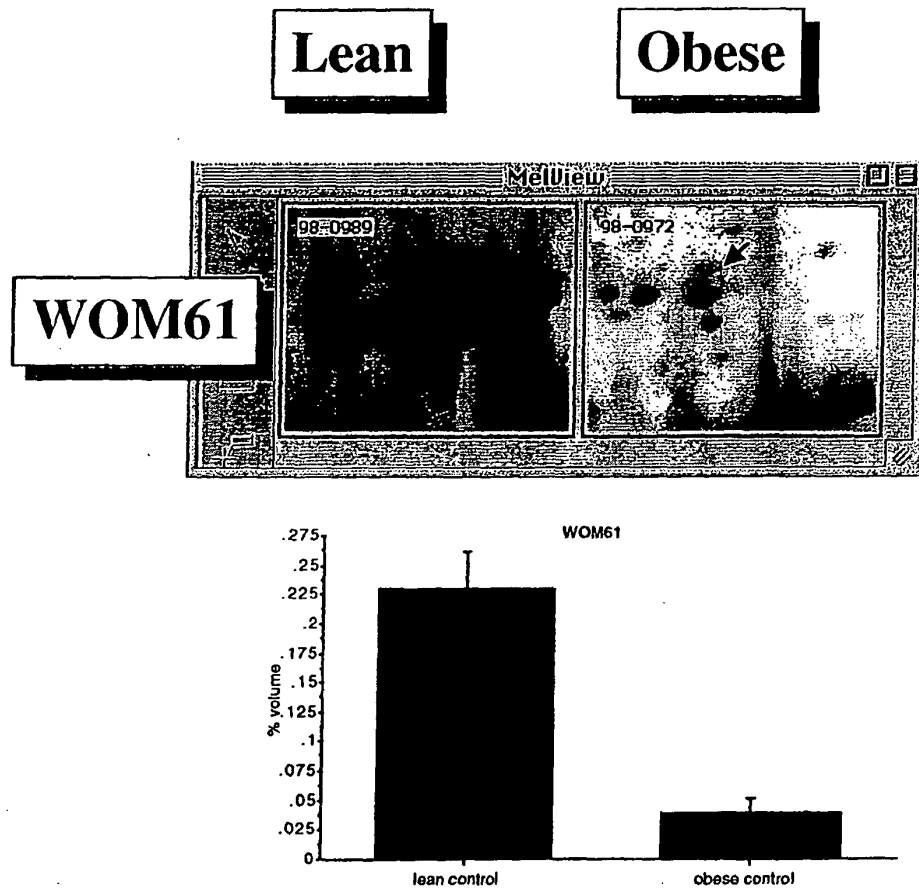 Lean Obese
MelView
98-0989 98-0972
WOM61
WOM61
.275
.25
.225
.2
.175
.15
.125
.1
.075
.05
.025
0
% volume
lean control obese control